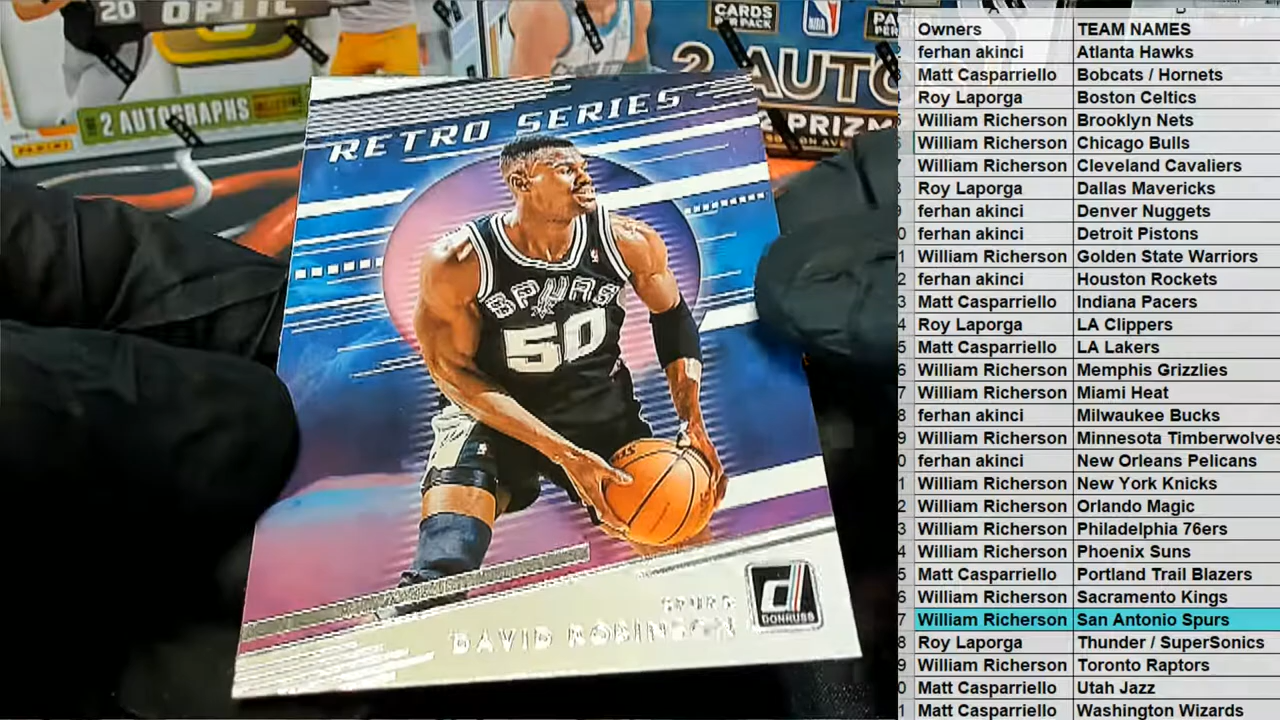 20
OPTIC
2 AUTOGRAPHS
PANINI
CARDS
PER PACK
NBA
2 AUTO
2 PRIZM
RETRO SERIES
SPURS
50
SPURS
DAVID ROBINSON
d
DONRUSS
Owners TEAM NAMES
ferhan akinci Atlanta Hawks
Matt Casparriello Bobcats / Hornets
Roy Laporga Boston Celtics
William Richerson Brooklyn Nets
William Richerson Chicago Bulls
William Richerson Cleveland Cavaliers
Roy Laporga Dallas Mavericks
ferhan akinci Denver Nuggets
ferhan akinci Detroit Pistons
William Richerson Golden State Warriors
ferhan akinci Houston Rockets
Matt Casparriello Indiana Pacers
Roy Laporga LA Clippers
Matt Casparriello LA Lakers
William Richerson Memphis Grizzlies
William Richerson Miami Heat
ferhan akinci Milwaukee Bucks
William Richerson Minnesota Timberwolves
ferhan akinci New Orleans Pelicans
William Richerson New York Knicks
William Richerson Orlando Magic
William Richerson Philadelphia 76ers
William Richerson Phoenix Suns
Matt Casparriello Portland Trail Blazers
William Richerson Sacramento Kings
William Richerson San Antonio Spurs
Roy Laporga Thunder / SuperSonics
William Richerson Toronto Raptors
Matt Casparriello Utah Jazz
Matt Casparriello Washington Wizards